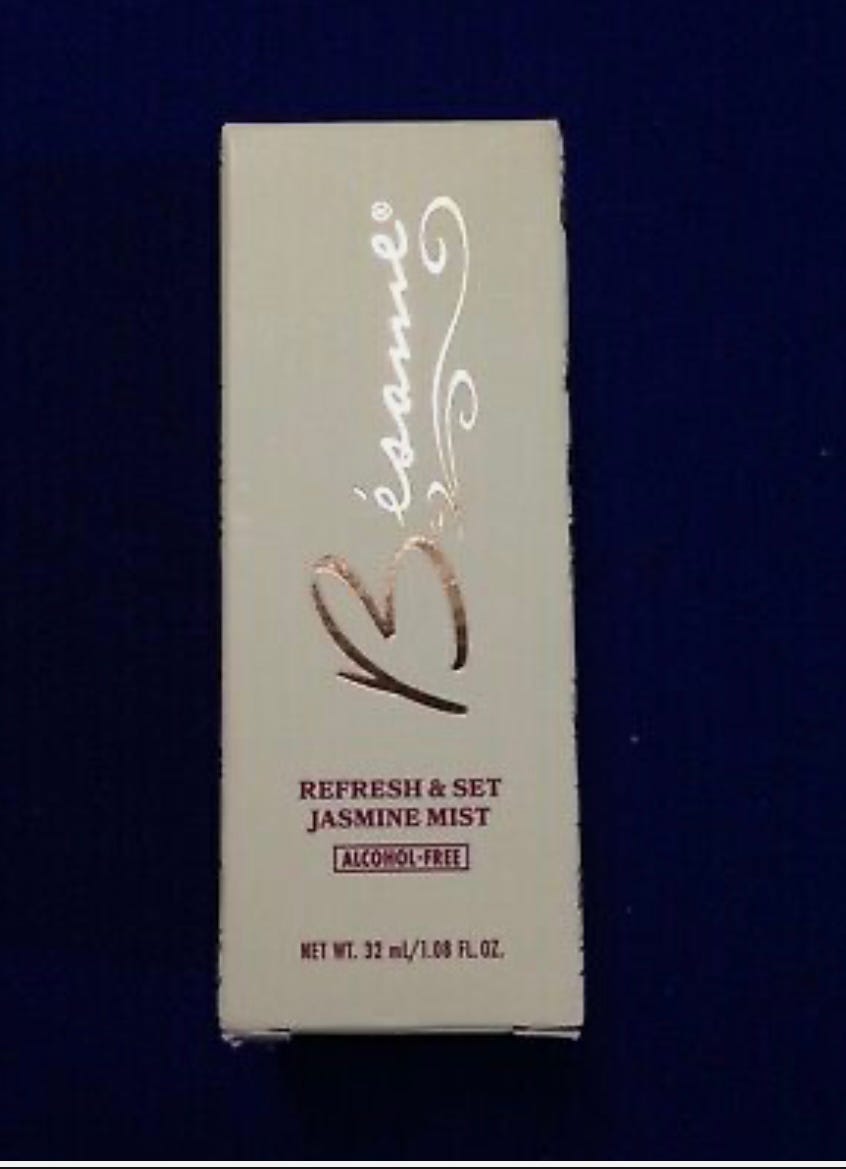 Bésame®
REFRESH & SET
JASMINE MIST
ALCOHOL-FREE
NET WT. 32 mL/1.08 FL. OZ.